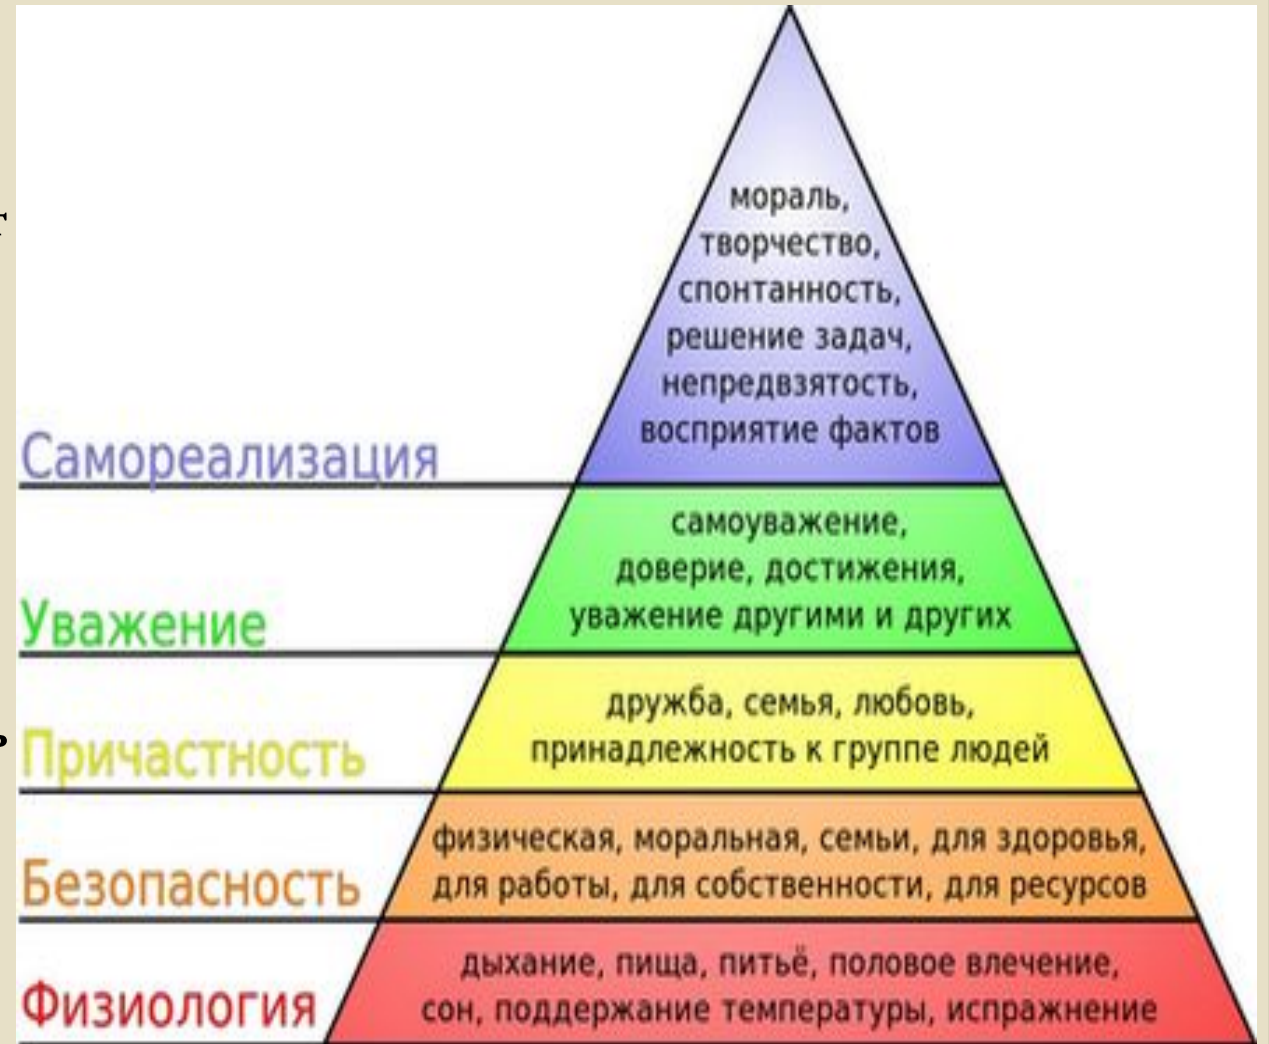 мораль,
творчество,
спонтанность,
решение задач,
непредвзятость,
восприятие фактов
Самореализация
самоуважение,
доверие, достижения,
уважение другими и других
Уважение
дружба, семья, любовь,
принадлежность к группе людей
Причастность
физическая, моральная, семьи, для здоровья,
для работы, для собственности, для ресурсов
Безопасность
дыхание, пища, питьё, половое влечение,
сон, поддержание температуры, испражнение
Физиология